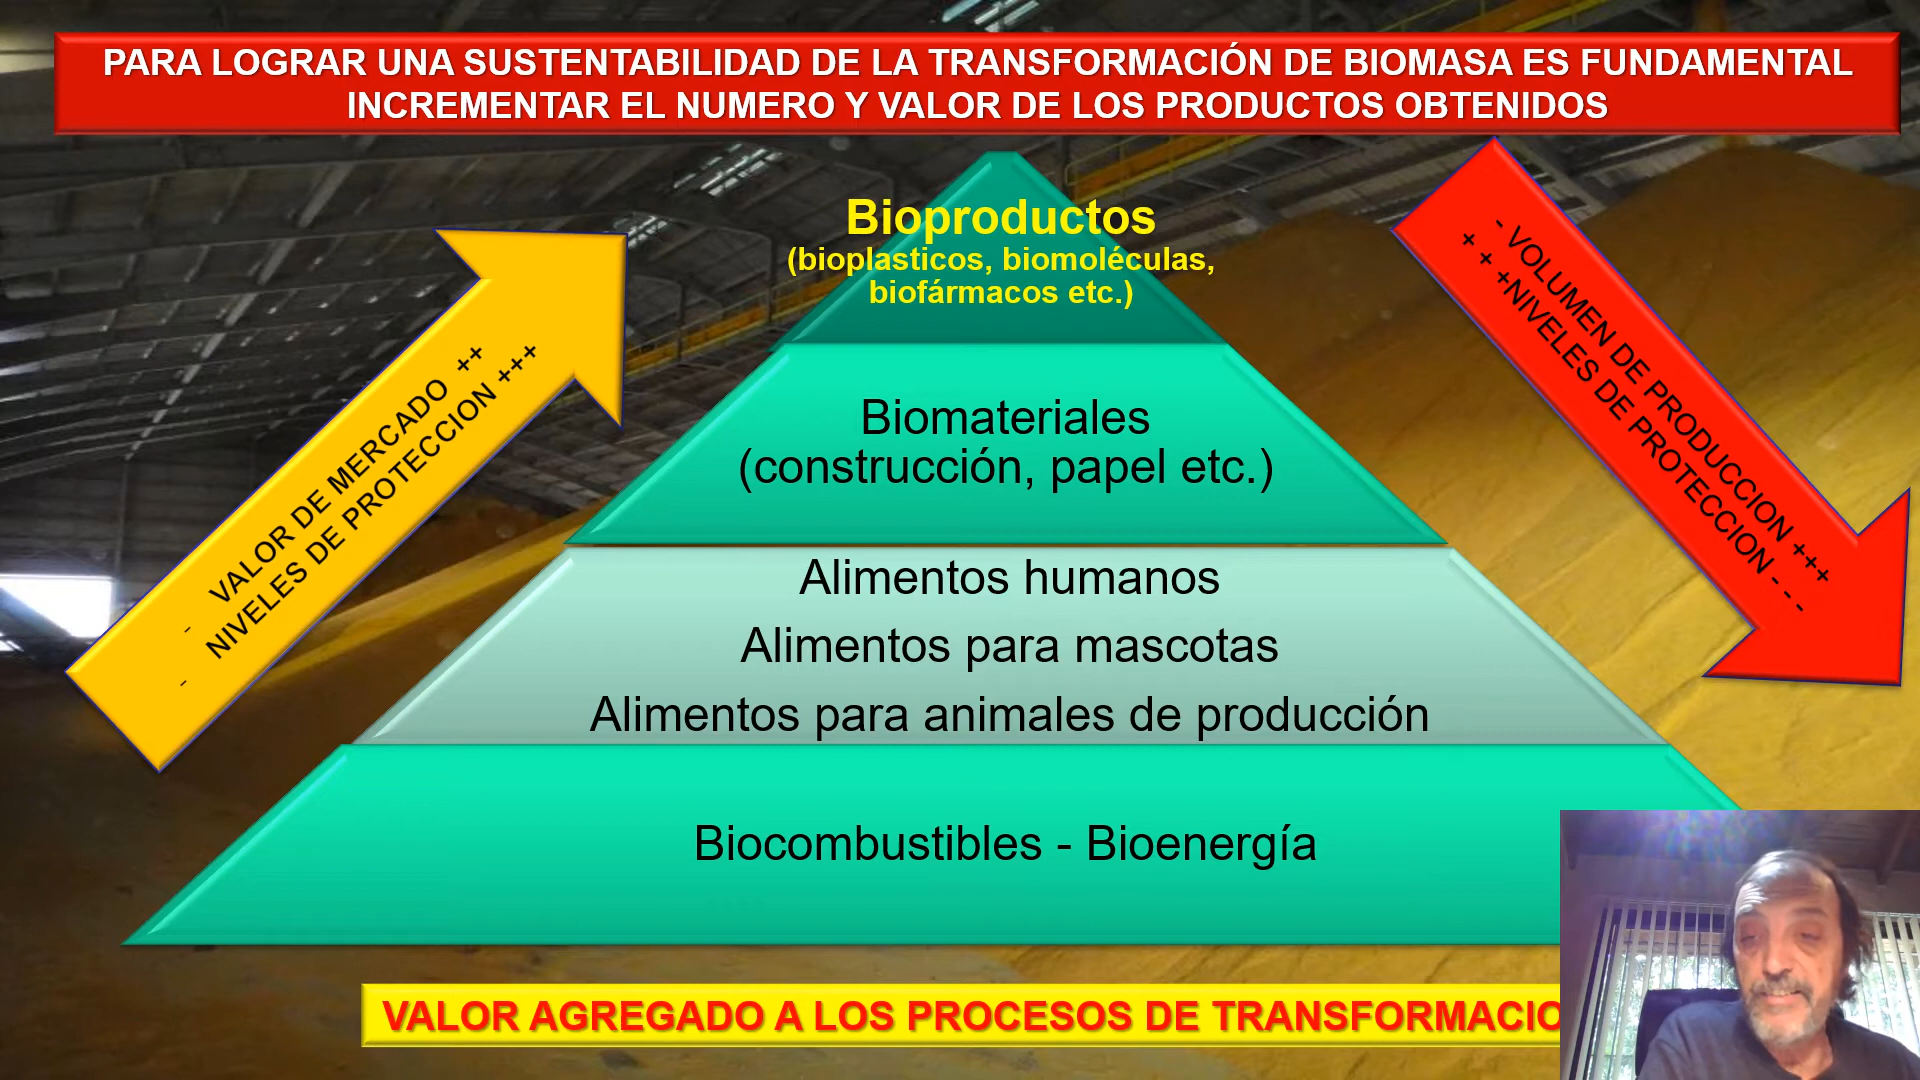 PARA LOGRAR UNA SUSTENTABILIDAD DE LA TRANSFORMACIÓN DE BIOMASA ES FUNDAMENTAL
INCREMENTAR EL NUMERO Y VALOR DE LOS PRODUCTOS OBTENIDOS
Bioproductos
(bioplasticos, biomoléculas,
biofármacos etc.)
- VALOR DE MERCADO ++
- NIVELES DE PROTECCION +++
- VOLUMEN DE PRODUCCION +++
+ + +NIVELES DE PROTECCION - - -
Biomateriales
(construcción, papel etc.)
Alimentos humanos
Alimentos para mascotas
Alimentos para animales de producción
Biocombustibles - Bioenergía
VALOR AGREGADO A LOS PROCESOS DE TRANSFORMACIO